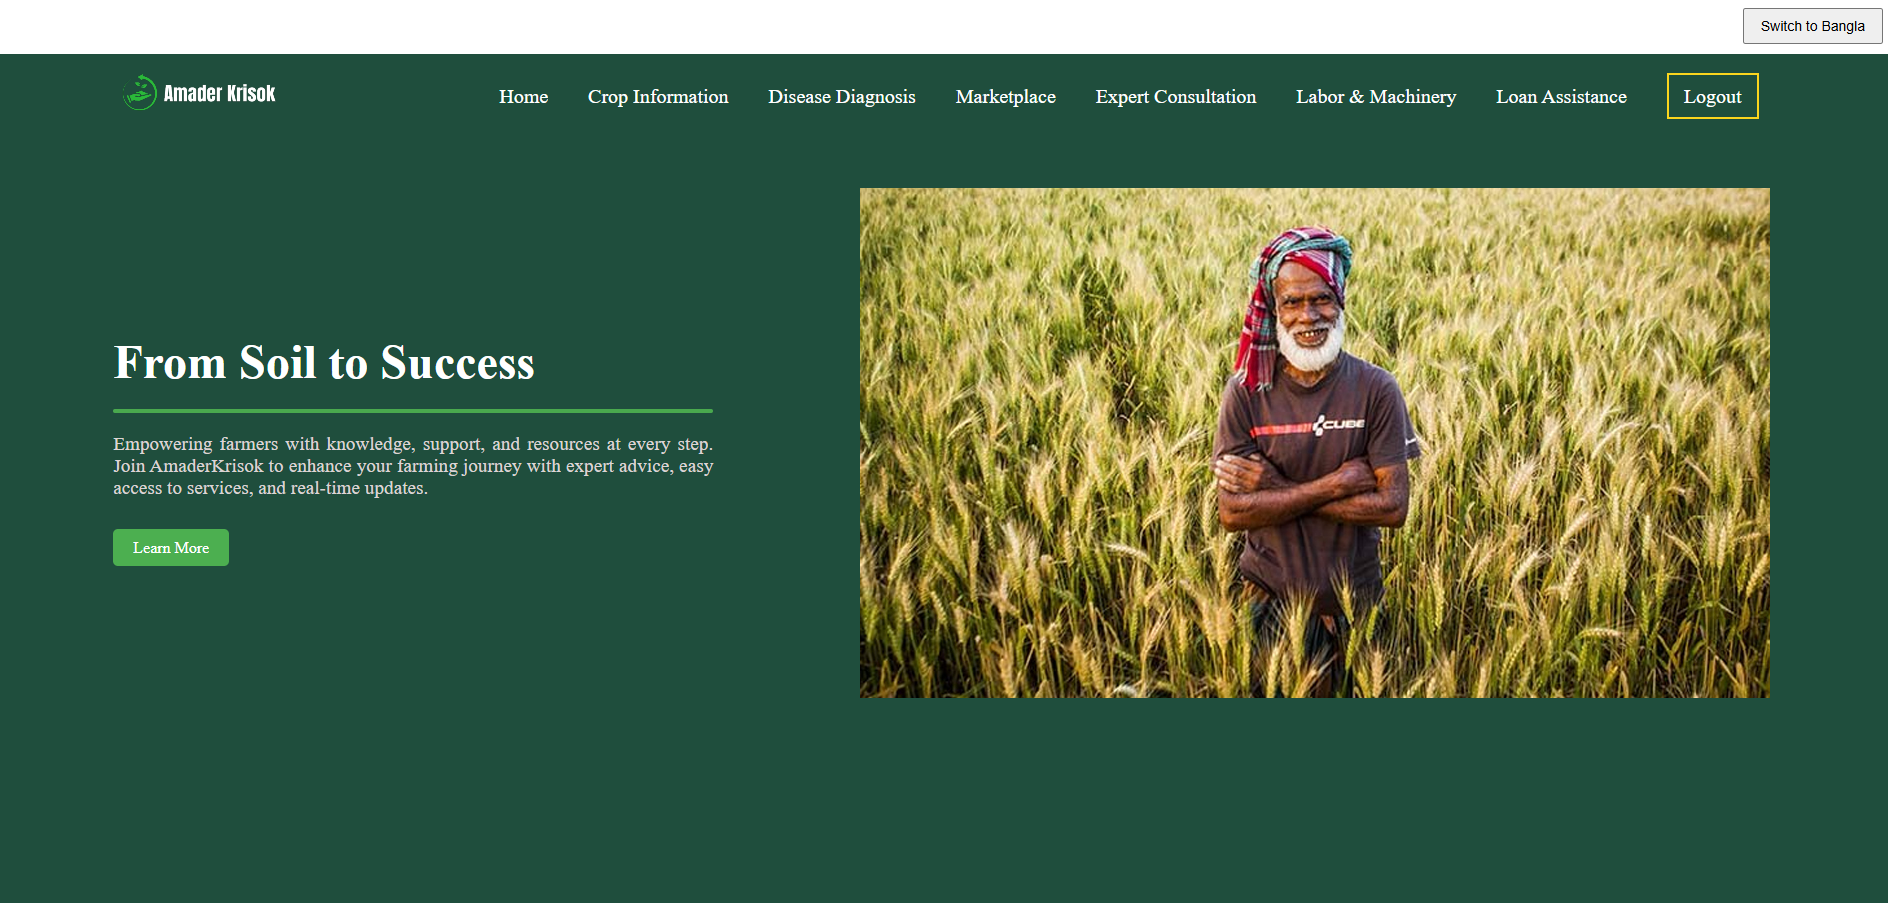 Switch to Bangla
Amader Krisok
Home Crop Information Disease Diagnosis Marketplace Expert Consultation Labor & Machinery Loan Assistance Logout
From Soil to Success
Empowering farmers with knowledge, support, and resources at every step.
Join AmaderKrisok to enhance your farming journey with expert advice, easy
access to services, and real-time updates.
Learn More
CUBE